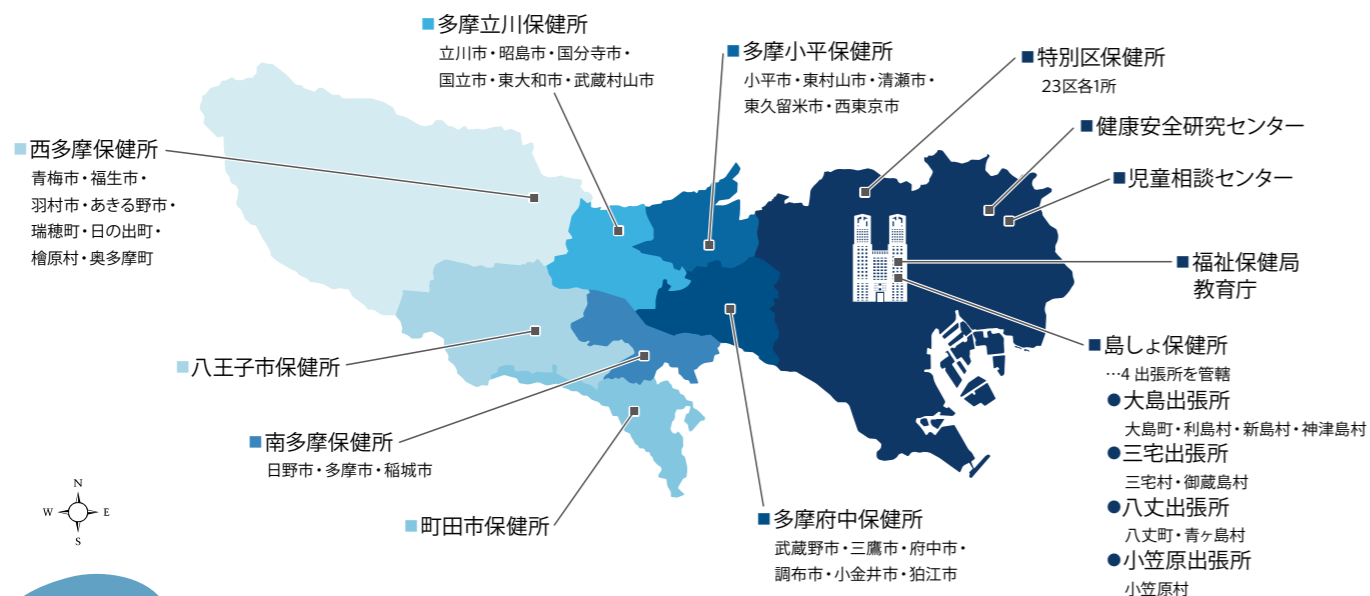 ■多摩立川保健所
立川市・昭島市・国分寺市・
国立市・東大和市・武蔵村山市
■多摩小平保健所
小平市・東村山市・清瀬市・
東久留米市・西東京市
■特別区保健所
23区各1所
■健康安全研究センター
■児童相談センター
■福祉保健局
教育庁
■島しょ保健所
…4 出張所を管轄
●大島出張所
大島町・利島村・新島村・神津島村
●三宅出張所
三宅村・御蔵島村
●八丈出張所
八丈町・青ヶ島村
●小笠原出張所
小笠原村
■西多摩保健所
青梅市・福生市・
羽村市・あきる野市・
瑞穂町・日の出町・
檜原村・奥多摩町
■八王子市保健所
■南多摩保健所
日野市・多摩市・稲城市
■町田市保健所
■多摩府中保健所
武蔵野市・三鷹市・府中市・
調布市・小金井市・狛江市
N
W E
S